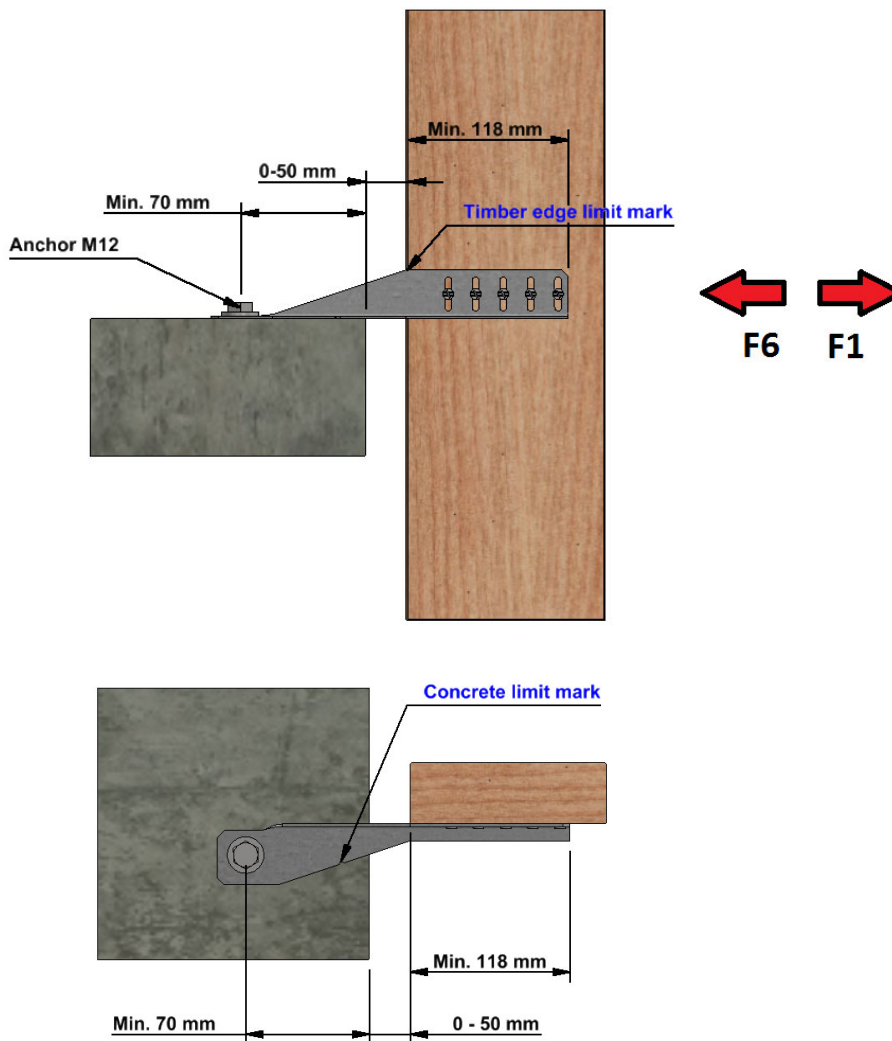 Min. 118 mm
0-50 mm
Min. 70 mm
Timber edge limit mark
Anchor M12
F6
F1
Concrete limit mark
Min. 118 mm
Min. 70 mm
0 - 50 mm